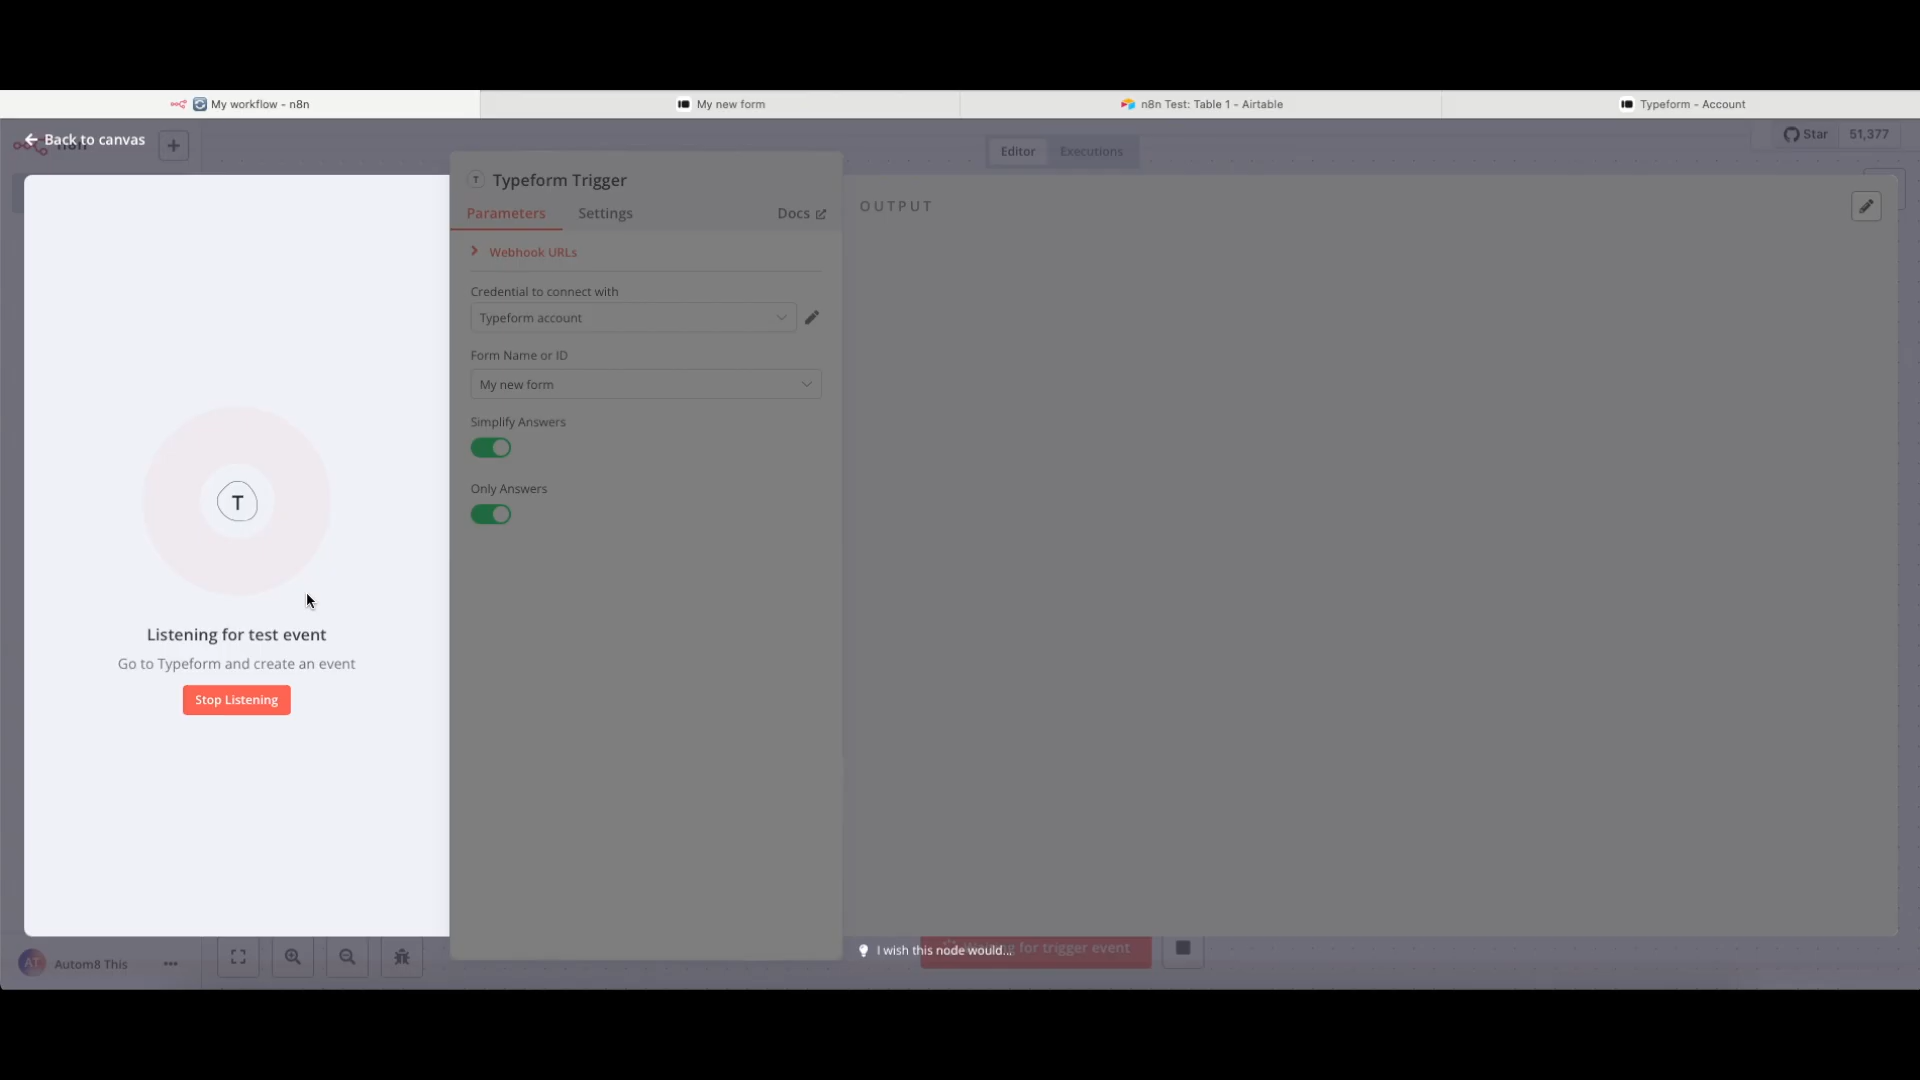 My workflow - n8n
My new form
n8n Test: Table 1 - Airtable
Typeform - Account
Back to canvas
Editor
Executions
Star
51,377
T Typeform Trigger
Parameters
Settings
Docs
OUTPUT
Webhook URLs
Credential to connect with
Typeform account
Form Name or ID
My new form
Simplify Answers
Only Answers
T
Listening for test event
Go to Typeform and create an event
Stop Listening
AT Autom8 This
I wish this node would...
for trigger event